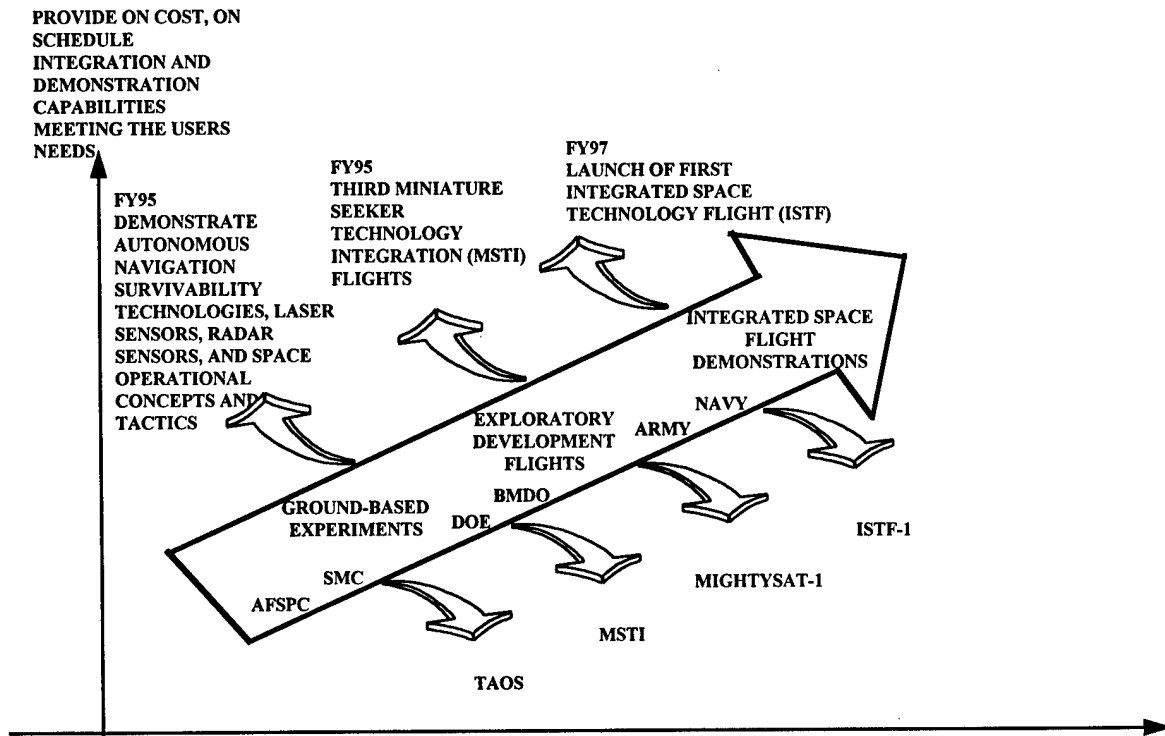 PROVIDE ON COST, ON
SCHEDULE
INTEGRATION AND
DEMONSTRATION
CAPABILITIES
MEETING THE USERS
NEEDS
FY95
DEMONSTRATE
AUTONOMOUS
NAVIGATION
SURVIVABILITY
TECHNOLOGIES, LASER
SENSORS, RADAR
SENSORS, AND SPACE
OPERATIONAL
CONCEPTS AND
TACTICS
FY95
THIRD MINIATURE
SEEKER
TECHNOLOGY
INTEGRATION (MSTI)
FLIGHTS
FY97
LAUNCH OF FIRST
INTEGRATED SPACE
TECHNOLOGY FLIGHT (ISTF)
INTEGRATED SPACE
FLIGHT
DEMONSTRATIONS
EXPLORATORY
DEVELOPMENT
FLIGHTS
GROUND-BASED
EXPERIMENTS
NAVY
ARMY
BMDO
DOE
SMC
AFSPC
ISTF-1
MIGHTYSAT-1
MSTI
TAOS